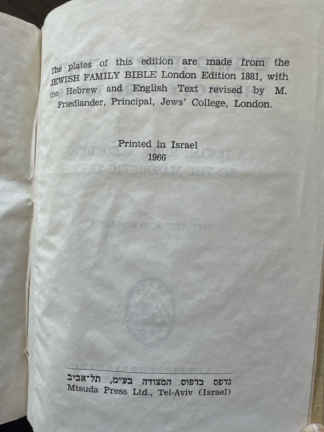 The plates of this edition are made from the
JEWISH FAMILY BIBLE London Edition 1881, with
the Hebrew and English Text revised by M.
Friedlander, Principal, Jews' College, London.
Printed in Israel
1966
נדפס בדפוס המצודה בע״מ, תל־אביב
Mtsuda Press Ltd., Tel-Aviv (Israel)